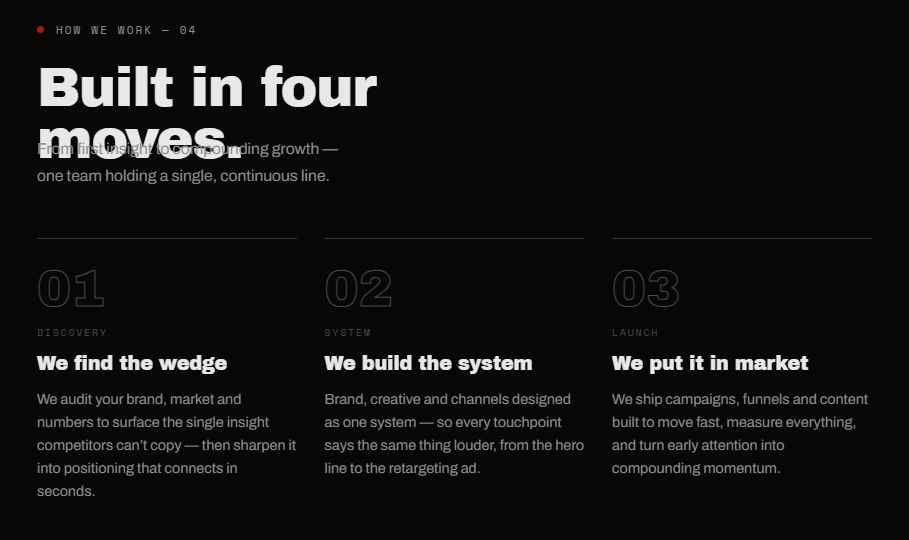 HOW WE WORK — 04
Built in four
moves.
From first insight to compounding growth —
one team holding a single, continuous line.
01
DISCOVERY
We find the wedge
We audit your brand, market and
numbers to surface the single insight
competitors can’t copy — then sharpen it
into positioning that connects in
seconds.
02
SYSTEM
We build the system
Brand, creative and channels designed
as one system — so every touchpoint
says the same thing louder, from the hero
line to the retargeting ad.
03
LAUNCH
We put it in market
We ship campaigns, funnels and content
built to move fast, measure everything,
and turn early attention into
compounding momentum.